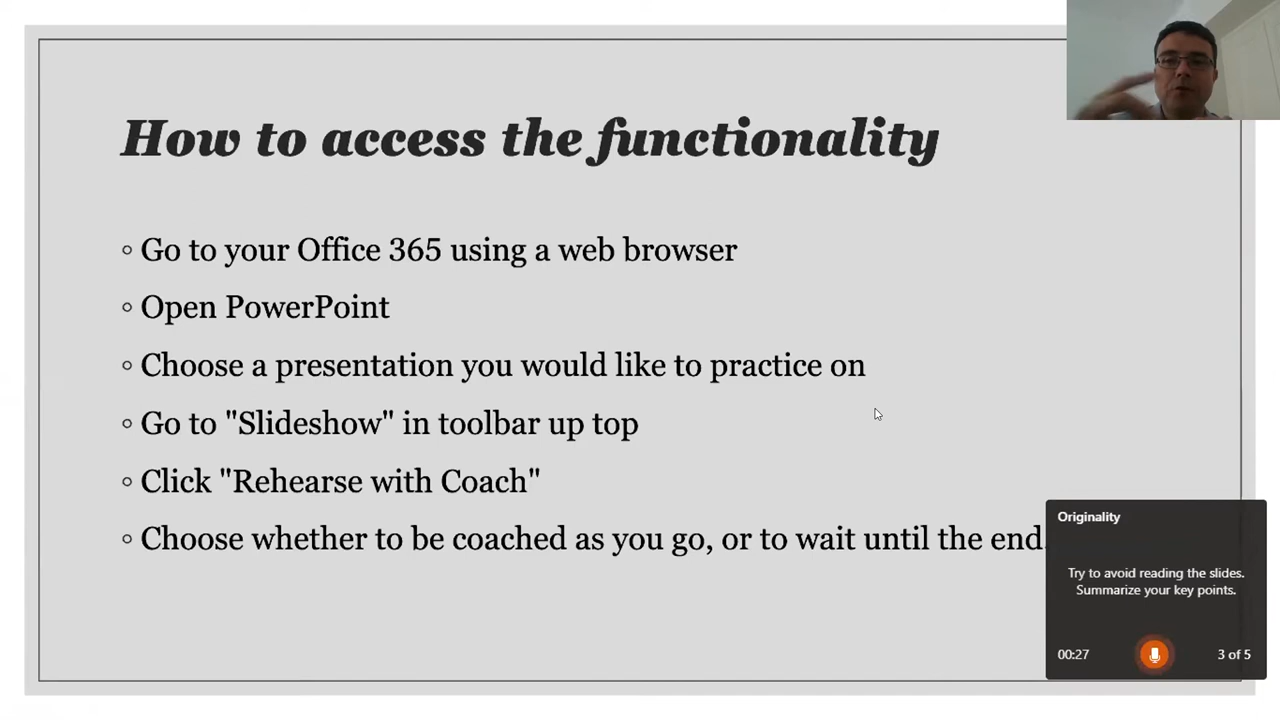 How to access the functionality
◦ Go to your Office 365 using a web browser
◦ Open PowerPoint
◦ Choose a presentation you would like to practice on
◦ Go to "Slideshow" in toolbar up top
◦ Click "Rehearse with Coach"
◦ Choose whether to be coached as you go, or to wait until the end.
Originality
Try to avoid reading the slides.
Summarize your key points.
00:27
3 of 5